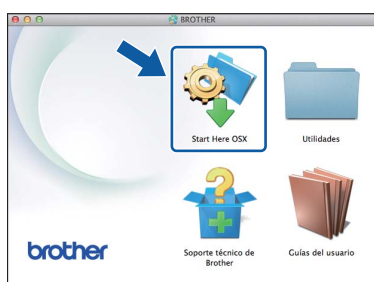 BROTHER
Start Here OSX
Utilidades
Soporte técnico de
Brother
Guías del usuario
brother